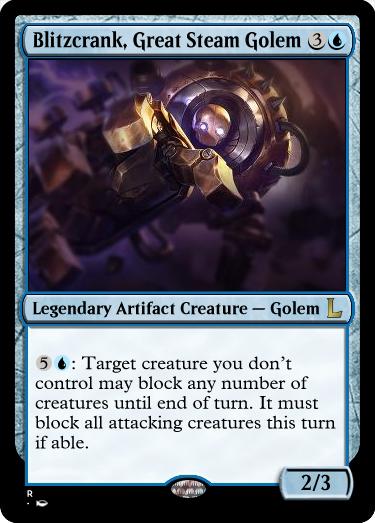 Blitzcrank, Great Steam Golem 3
Legendary Artifact Creature — Golem L
5 : Target creature you don't
control may block any number of
creatures until end of turn. It must
block all attacking creatures this turn
if able.
2/3
R